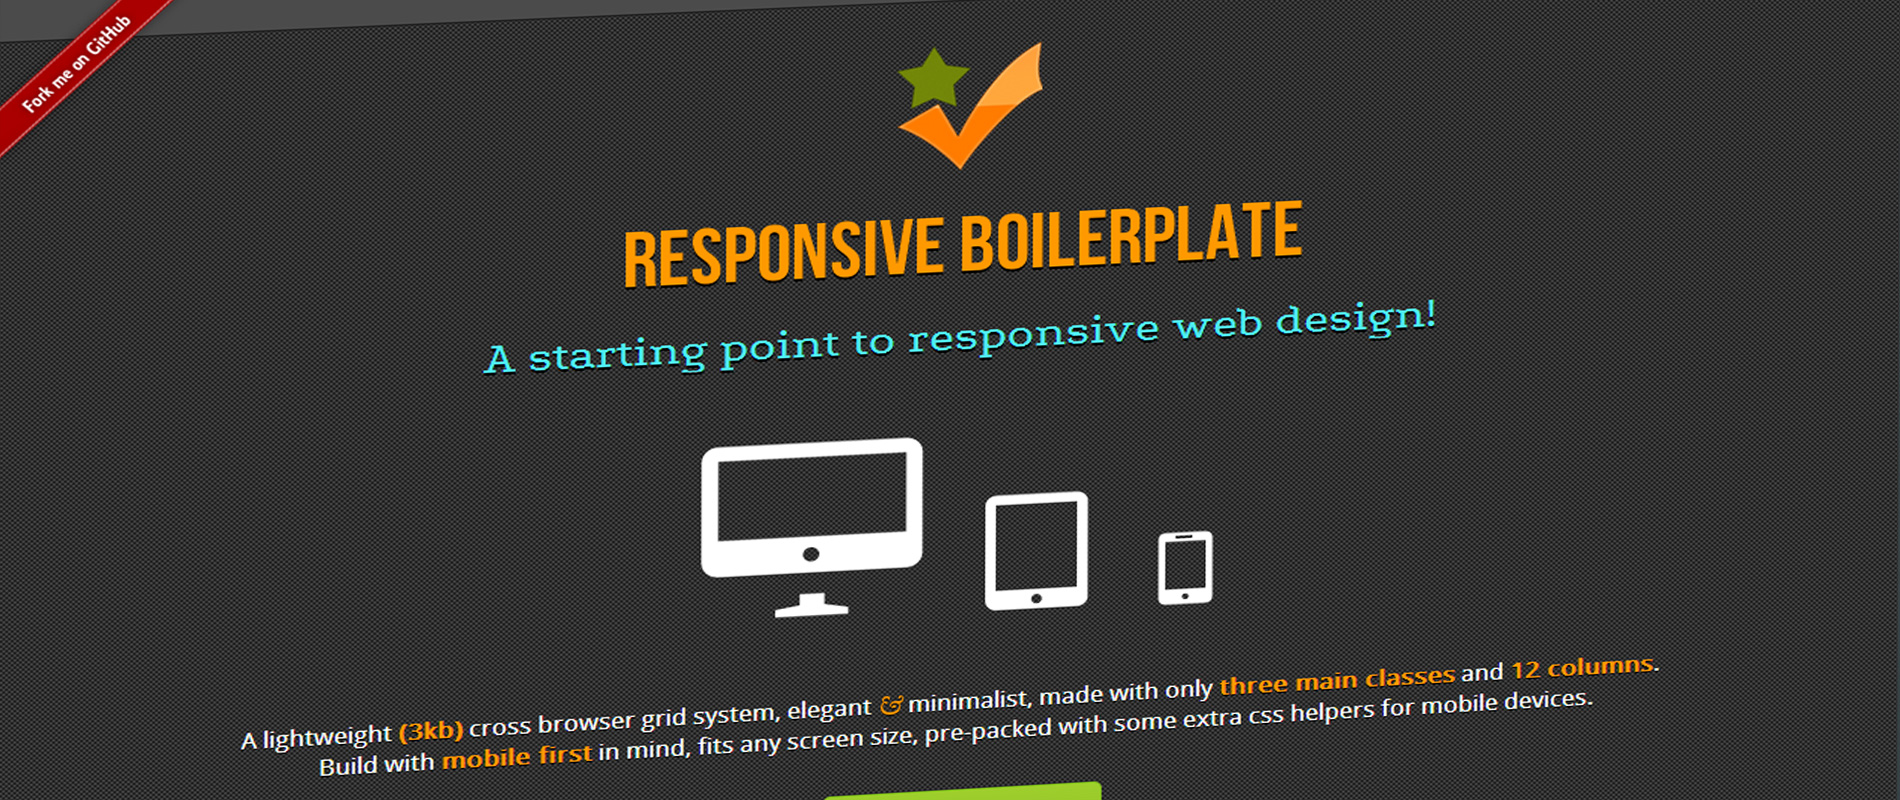 Fork me on GitHub
RESPONSIVE BOILERPLATE
A starting point to responsive web design!
A lightweight (3kb) cross browser grid system, elegant & minimalist, made with only three main classes and 12 columns.
Build with mobile first in mind, fits any screen size, pre-packed with some extra css helpers for mobile devices.